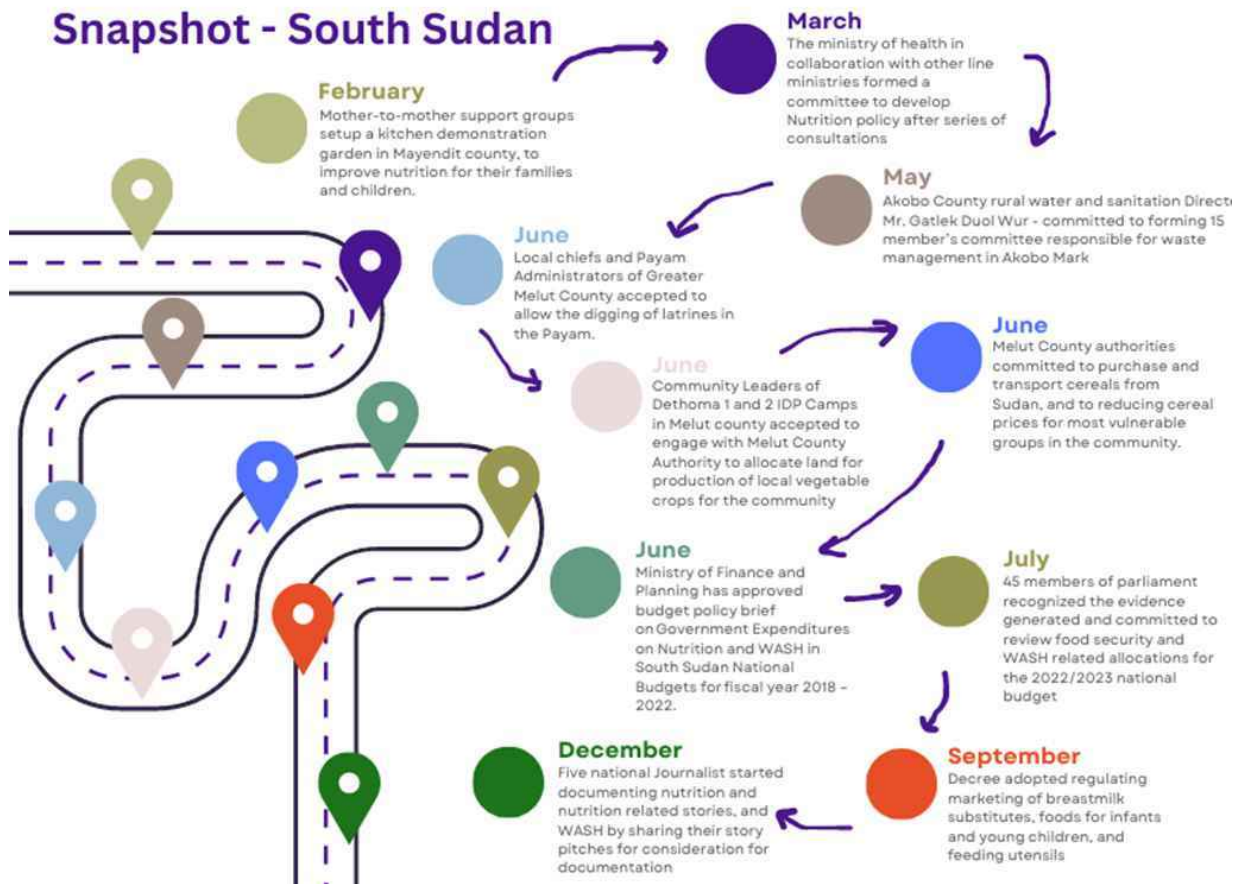 Snapshot - South Sudan
February
Mother-to-mother support groups
setup a kitchen demonstration
garden in Mayendit county, to
improve nutrition for their families
and children.
March
The ministry of health in
collaboration with other line
ministries formed a
committee to develop
Nutrition policy after series of
consultations
May
Akobo County rural water and sanitation Directo
Mr. Gatlek Duol Wur - committed to forming 15
member's committee responsible for waste
management in Akobo Mark
June
Local chiefs and Payam
Administrators of Greater
Melut County accepted to
allow the digging of latrines in
the Payam.
June
Community Leaders of
Dethoma 1 and 2 IDP Camps
in Melut county accepted to
engage with Melut County
Authority to allocate land for
production of local vegetable
crops for the community
June
Melut County authorities
committed to purchase and
transport cereals from
Sudan, and to reducing cereal
prices for most vulnerable
groups in the community.
June
Ministry of Finance and
Planning has approved
budget policy brief
on Government Expenditures
on Nutrition and WASH in
South Sudan National
Budgets for fiscal year 2018 –
2022.
July
45 members of parliament
recognized the evidence
generated and committed to
review food security and
WASH related allocations for
the 2022/2023 national
budget
September
Decree adopted regulating
marketing of breastmilk
substitutes, foods for infants
and young children, and
feeding utensils
December
Five national Journalist started
documenting nutrition and
nutrition related stories, and
WASH by sharing their story
pitches for consideration for
documentation